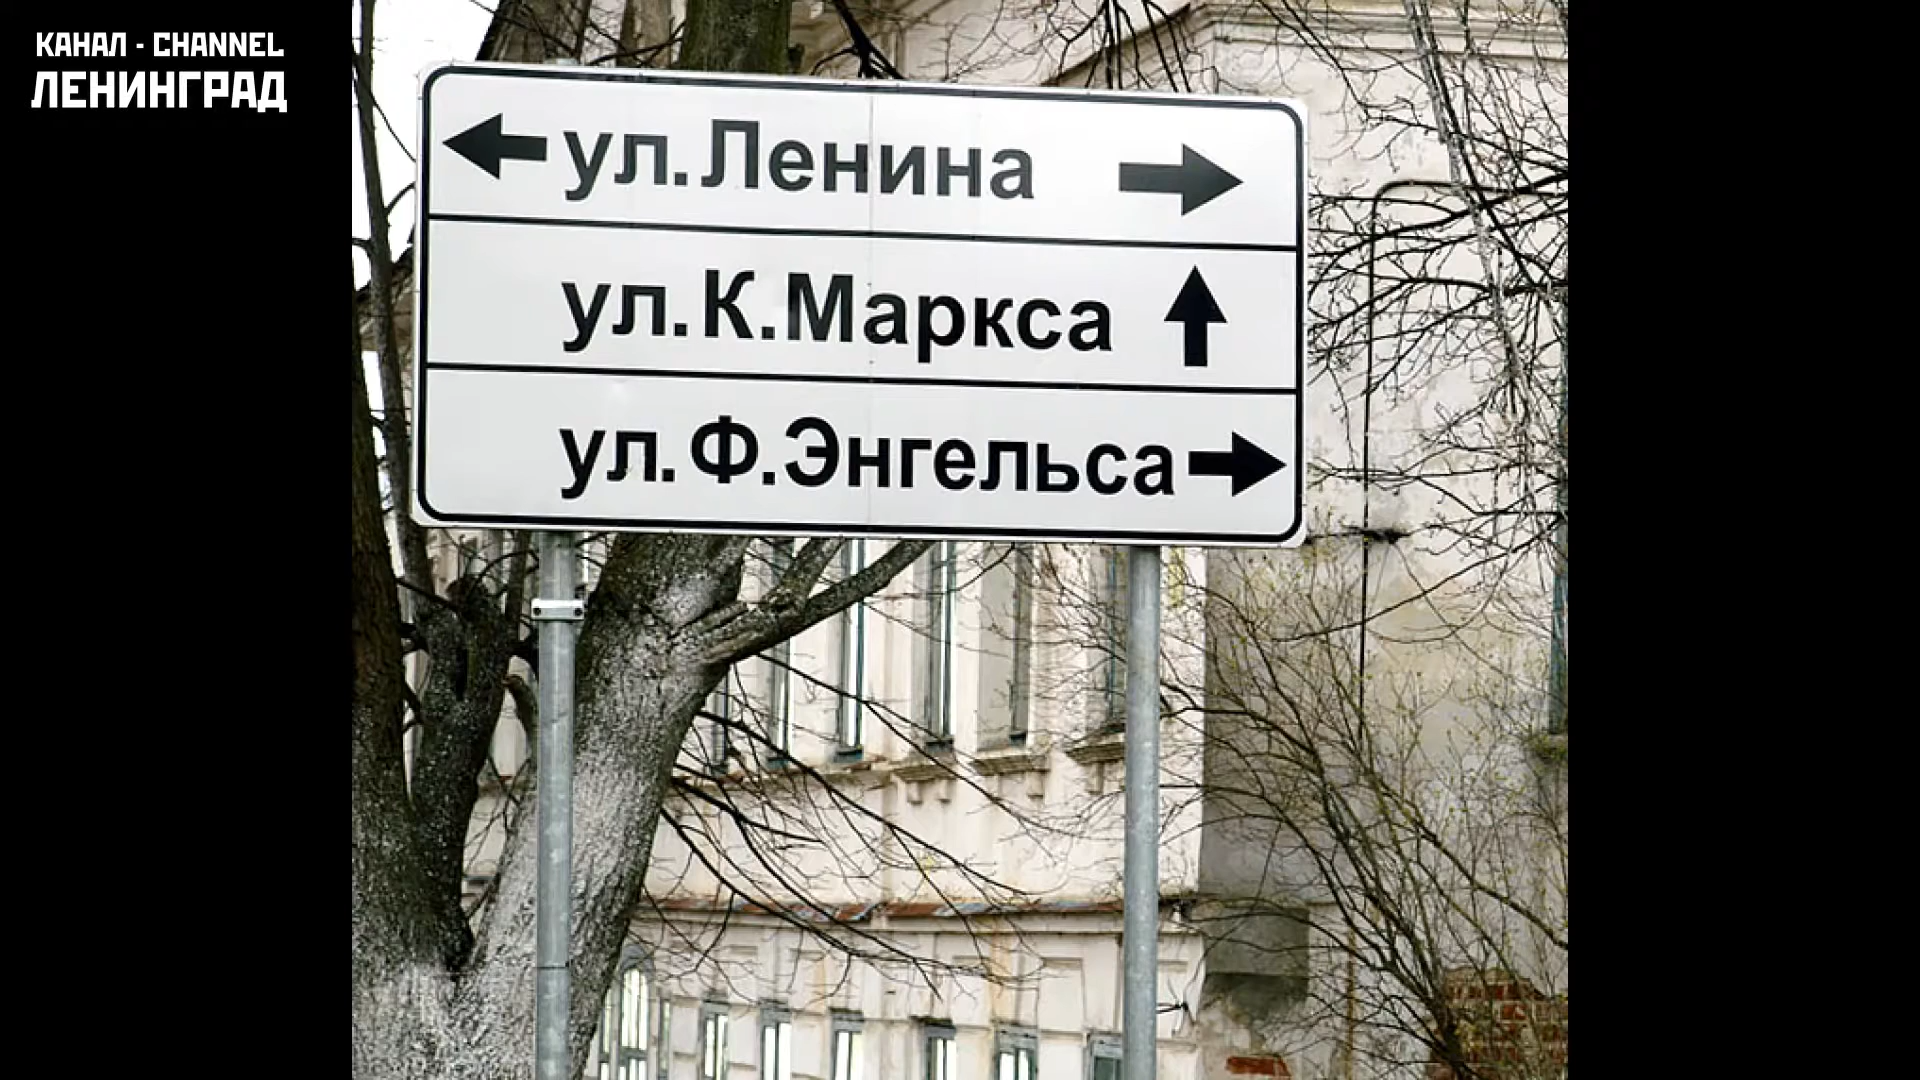 КАНАЛ - CHANNEL
ЛЕНИНГРАД
ул. Ленина
ул. К. Маркса
ул. Ф. Энгельса